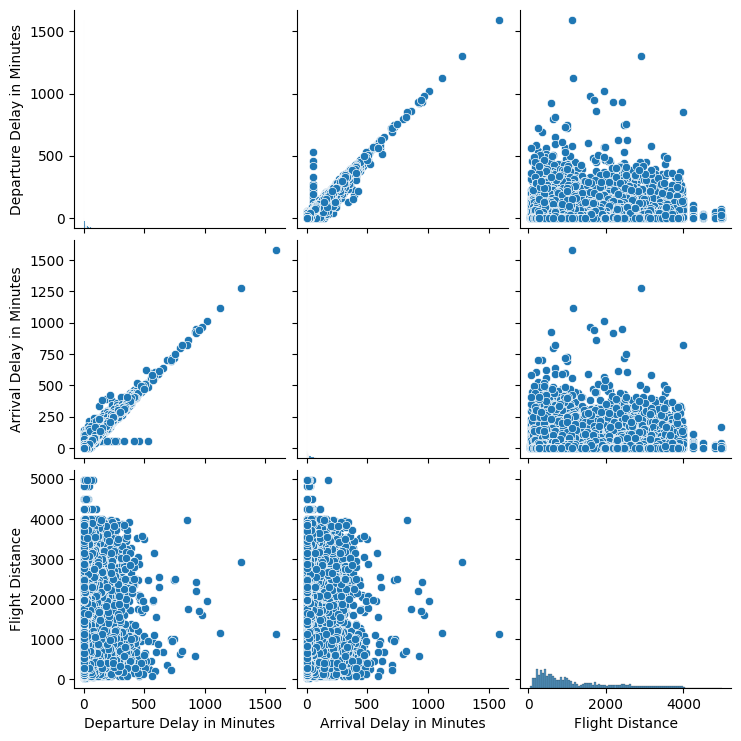 Departure Delay in Minutes
1500
1000
500
0
Arrival Delay in Minutes
1500
1250
1000
750
500
250
0
Flight Distance
5000
4000
3000
2000
1000
0
0 500 1000 1500
0 500 1000 1500
0 2000 4000
Departure Delay in Minutes
Arrival Delay in Minutes
Flight Distance